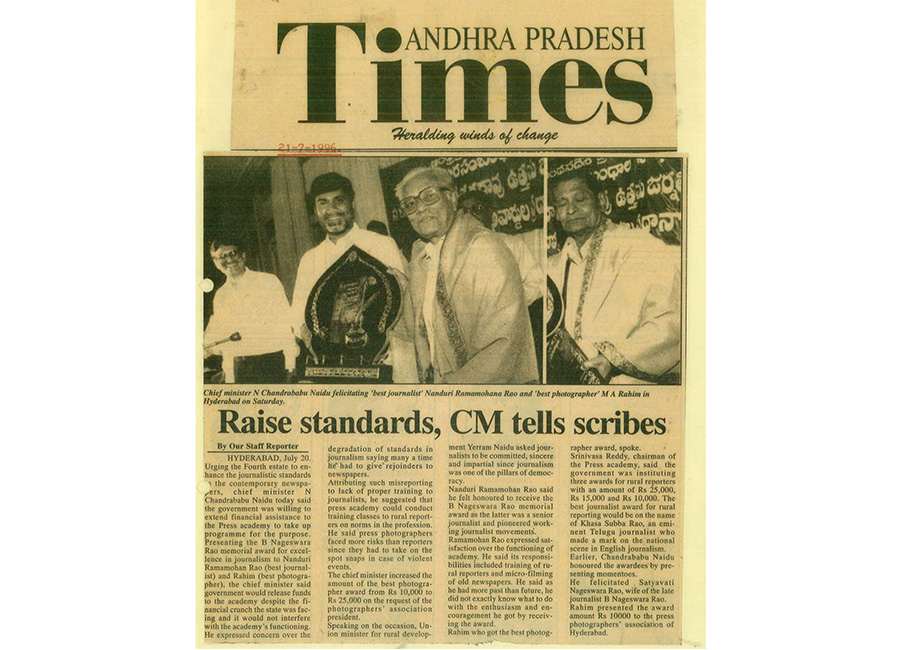 ANDHRA PRADESH
Times
Heralding winds of change
21-7-1996.
Chief minister N Chandrababu Naidu felicitating 'best journalist' Nanduri Ramamohana Rao and 'best photographer' M A Rahim in
Hyderabad on Saturday.
Raise standards, CM tells scribes
By Our Staff Reporter
HYDERABAD, July 20.
Urging the Fourth estate to en-
hance the journalistic standards
in the contemporary newspa-
pers, chief minister N
Chandrababu Naidu today said
the government was willing to
extend financial assistance to
the Press academy to take up
programme for the purpose.
Presenting the B Nageswara
Rao memorial award for excel-
lence in journalism to Nanduri
Ramamohan Rao (best journal-
ist) and Rahim (best photogra-
pher), the chief minister said
government would release funds
to the academy despite the fi-
nancial crunch the state was fac-
ing and it would not interfere
with the academy's functioning.
He expressed concern over the
degradation of standards in
journalism saying many a time
he had to give rejoinders to
newspapers.
Attributing such misreporting
to lack of proper training to
journalists, he suggested that
press academy could conduct
training classes to rural report-
ers on norms in the profession.
He said press photographers
faced more risks than reporters
since they had to take on the
spot snaps in case of violent
events.
The chief minister increased the
amount of the best photogra-
pher award from Rs 10,000 to
Rs 25,000 on the request of the
photographers' association
president.
Speaking on the occasion, Un-
ion minister for rural develop-
ment Yerram Naidu asked jour-
nalists to be committed, sincere
and impartial since journalism
was one of the pillars of democ-
racy.
Nanduri Ramamohan Rao said
he felt honoured to receive the
B Nageswara Rao memorial
award as the latter was a senior
journalist and pioneered work-
ing journalist movements.
Ramamohan Rao expressed sat-
isfaction over the functioning of
academy. He said its responsi-
bilities included training of ru-
ral reporters and micro-filming
of old newspapers. He said as
he had more past than future, he
did not exactly know what to do
with the enthusiasm and en-
couragement he got by receiv-
ing the award.
Rahim who got the best photog-
rapher award, spoke.
Srinivasa Reddy, chairman of
the Press academy, said the
government was instituting
three awards for rural reporters
with an amount of Rs 25,000,
Rs 15,000 and Rs 10,000. The
best journalist award for rural
reporting would be on the name
of Khasa Subba Rao, an emi-
nent Telugu journalist who
made a mark on the national
scene in English journalism.
Earlier, Chandrababu Naidu
honoured the awardees by pre-
senting momentoes.
He felicitated Satyavati
Nageswara Rao, wife of the late
journalist B Nageswara Rao.
Rahim presented the award
amount Rs 10000 to the press
photographers' association of
Hyderabad.